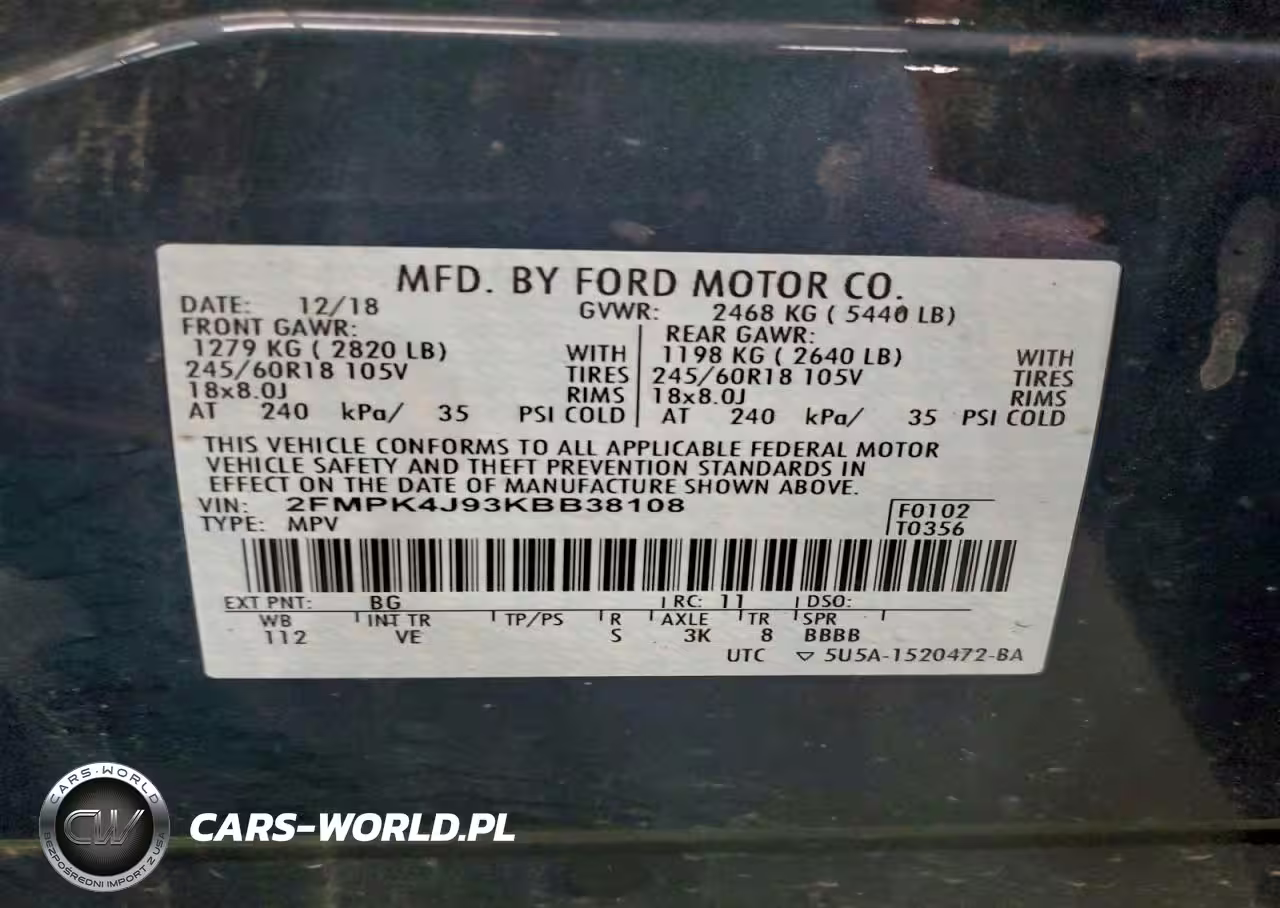 MFD. BY FORD MOTOR CO.
DATE: 12/18 GVWR: 2468 KG ( 5440 LB)
FRONT GAWR: REAR GAWR:
1279 KG ( 2820 LB) WITH 1198 KG ( 2640 LB) WITH
245/60R18 105V TIRES 245/60R18 105V TIRES
18x8.0J RIMS 18x8.0J RIMS
AT 240 kPa/ 35 PSI COLD AT 240 kPa/ 35 PSI COLD
THIS VEHICLE CONFORMS TO ALL APPLICABLE FEDERAL MOTOR
VEHICLE SAFETY AND THEFT PREVENTION STANDARDS IN
EFFECT ON THE DATE OF MANUFACTURE SHOWN ABOVE.
VIN: 2FMPK4J93KBB38108 F0102
TYPE: MPV T0356
EXT PNT: BG RC: 11 DSO:
WB INT TR TP/PS R AXLE TR SPR
112 VE S 3K 8 BBBB
UTC ▽ 5U5A-1520472-BA
CARS-WORLD
CW
BEZPOŚREDNI IMPORT Z USA
CARS-WORLD.PL